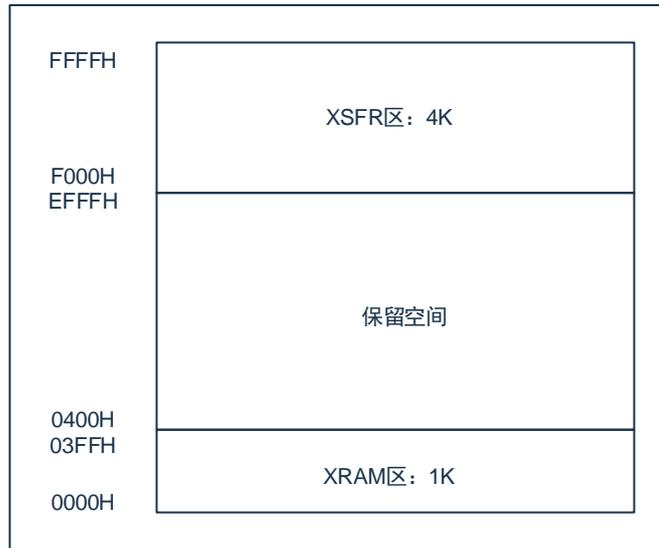 FFFFH
XSFR区：4K
F000H
EFFFH
保留空间
0400H
03FFH
XRAM区：1K
0000H